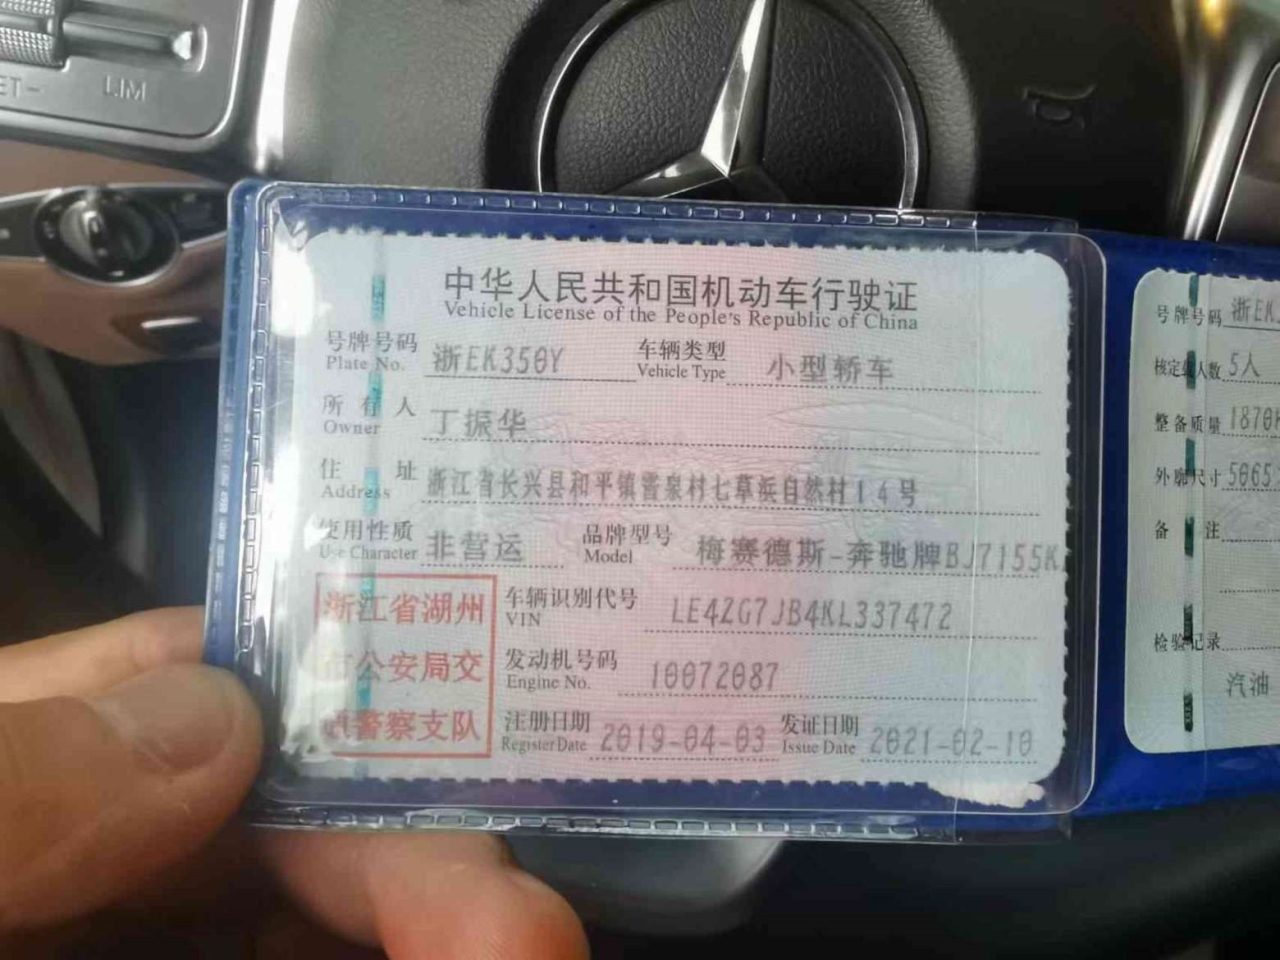 LIM
中华人民共和国机动车行驶证
Vehicle License of the People's Republic of China
号牌号码 浙EK350Y 车辆类型 小型轿车
Plate No. Vehicle Type
所有人 丁振华
Owner
住址 浙江省长兴县和平镇霅泉村七草浜自然村14号
Address
使用性质 非营运 品牌型号 梅赛德斯-奔驰牌BJ7155K
Use Character Model
浙江省湖州
市公安局交
通警察支队
车辆识别代号 LE4ZG7JB4KL337472
VIN
发动机号码 10072087
Engine No.
注册日期 2019-04-03 发证日期 2021-02-10
Register Date Issue Date
号牌号码 浙EK
核定载人数 5人
整备质量 1870
外廓尺寸 5065
备注
检验记录
汽油